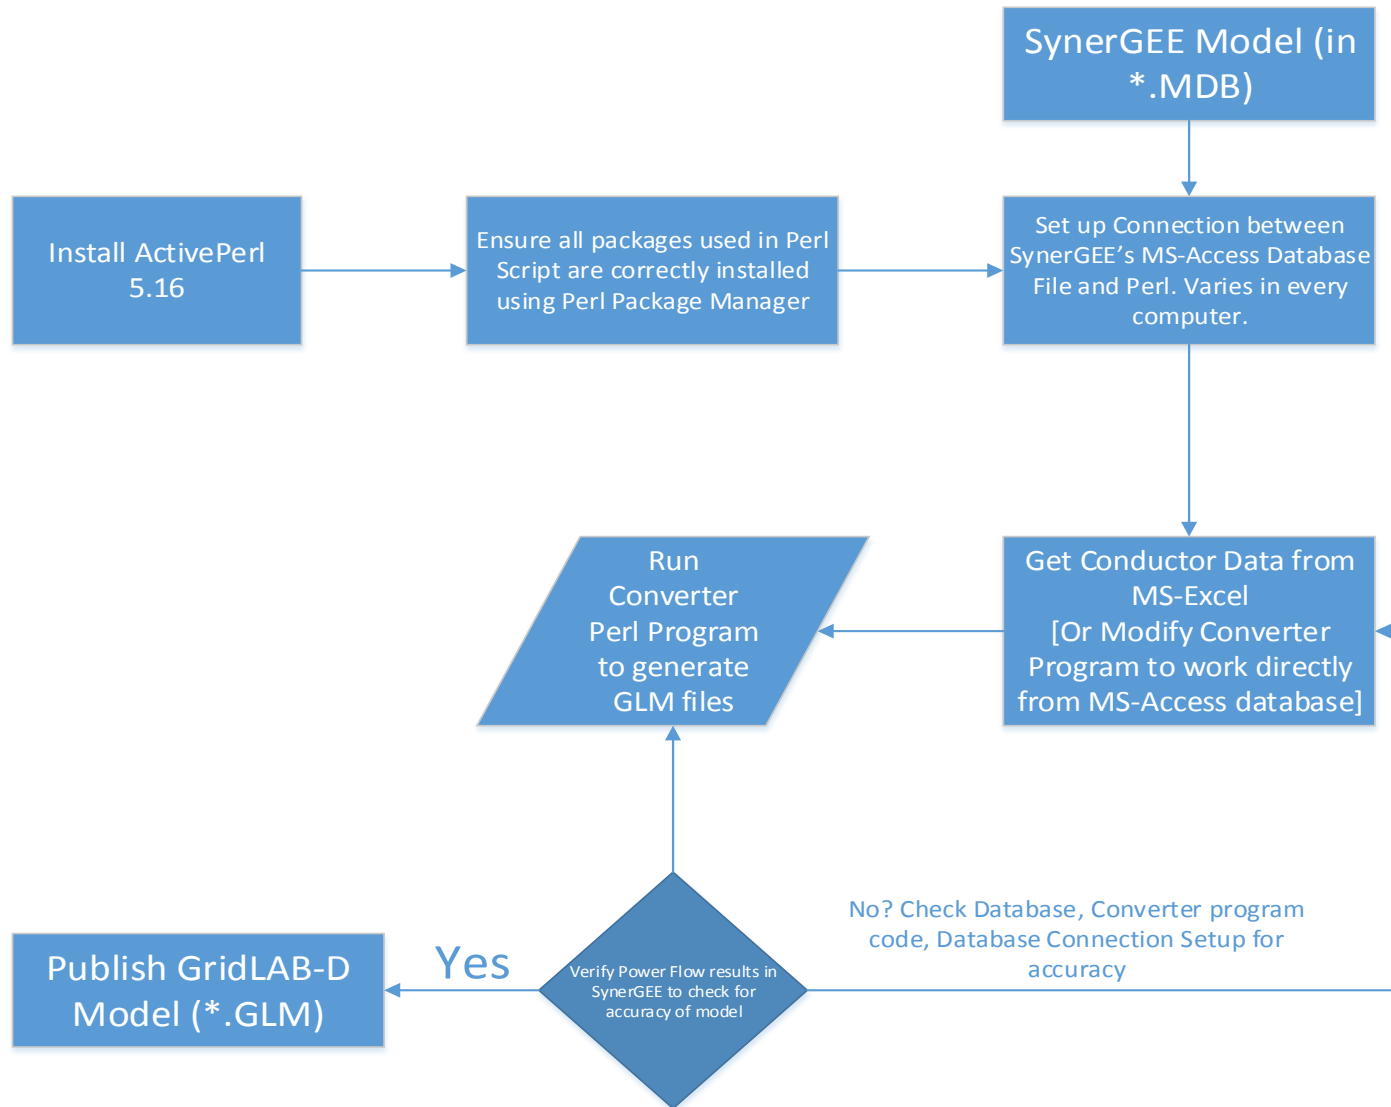 SynerGEE Model (in
*.MDB)
Install ActivePerl
5.16
Ensure all packages used in Perl
Script are correctly installed
using Perl Package Manager
Set up Connection between
SynerGEE's MS-Access Database
File and Perl. Varies in every
computer.
Run
Converter
Perl Program
to generate
GLM files
Get Conductor Data from
MS-Excel
[Or Modify Converter
Program to work directly
from MS-Access database]
No? Check Database, Converter program
code, Database Connection Setup for
accuracy
Publish GridLAB-D
Model (*.GLM)
Yes
Verify Power Flow results in
SynerGEE to check for
accuracy of model